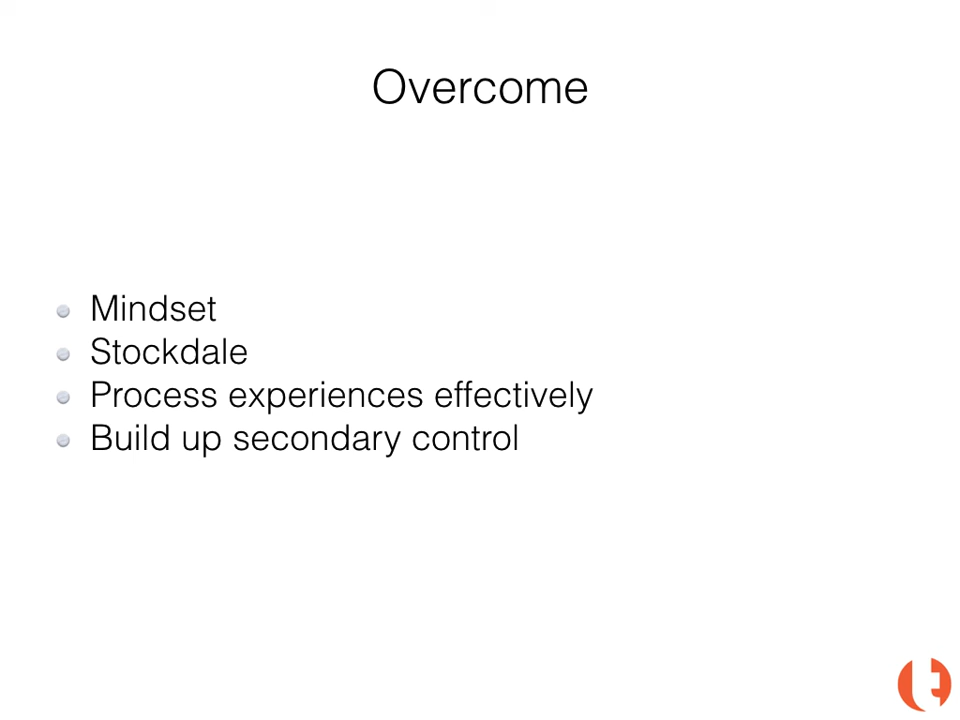 Overcome
Mindset
Stockdale
Process experiences effectively
Build up secondary control